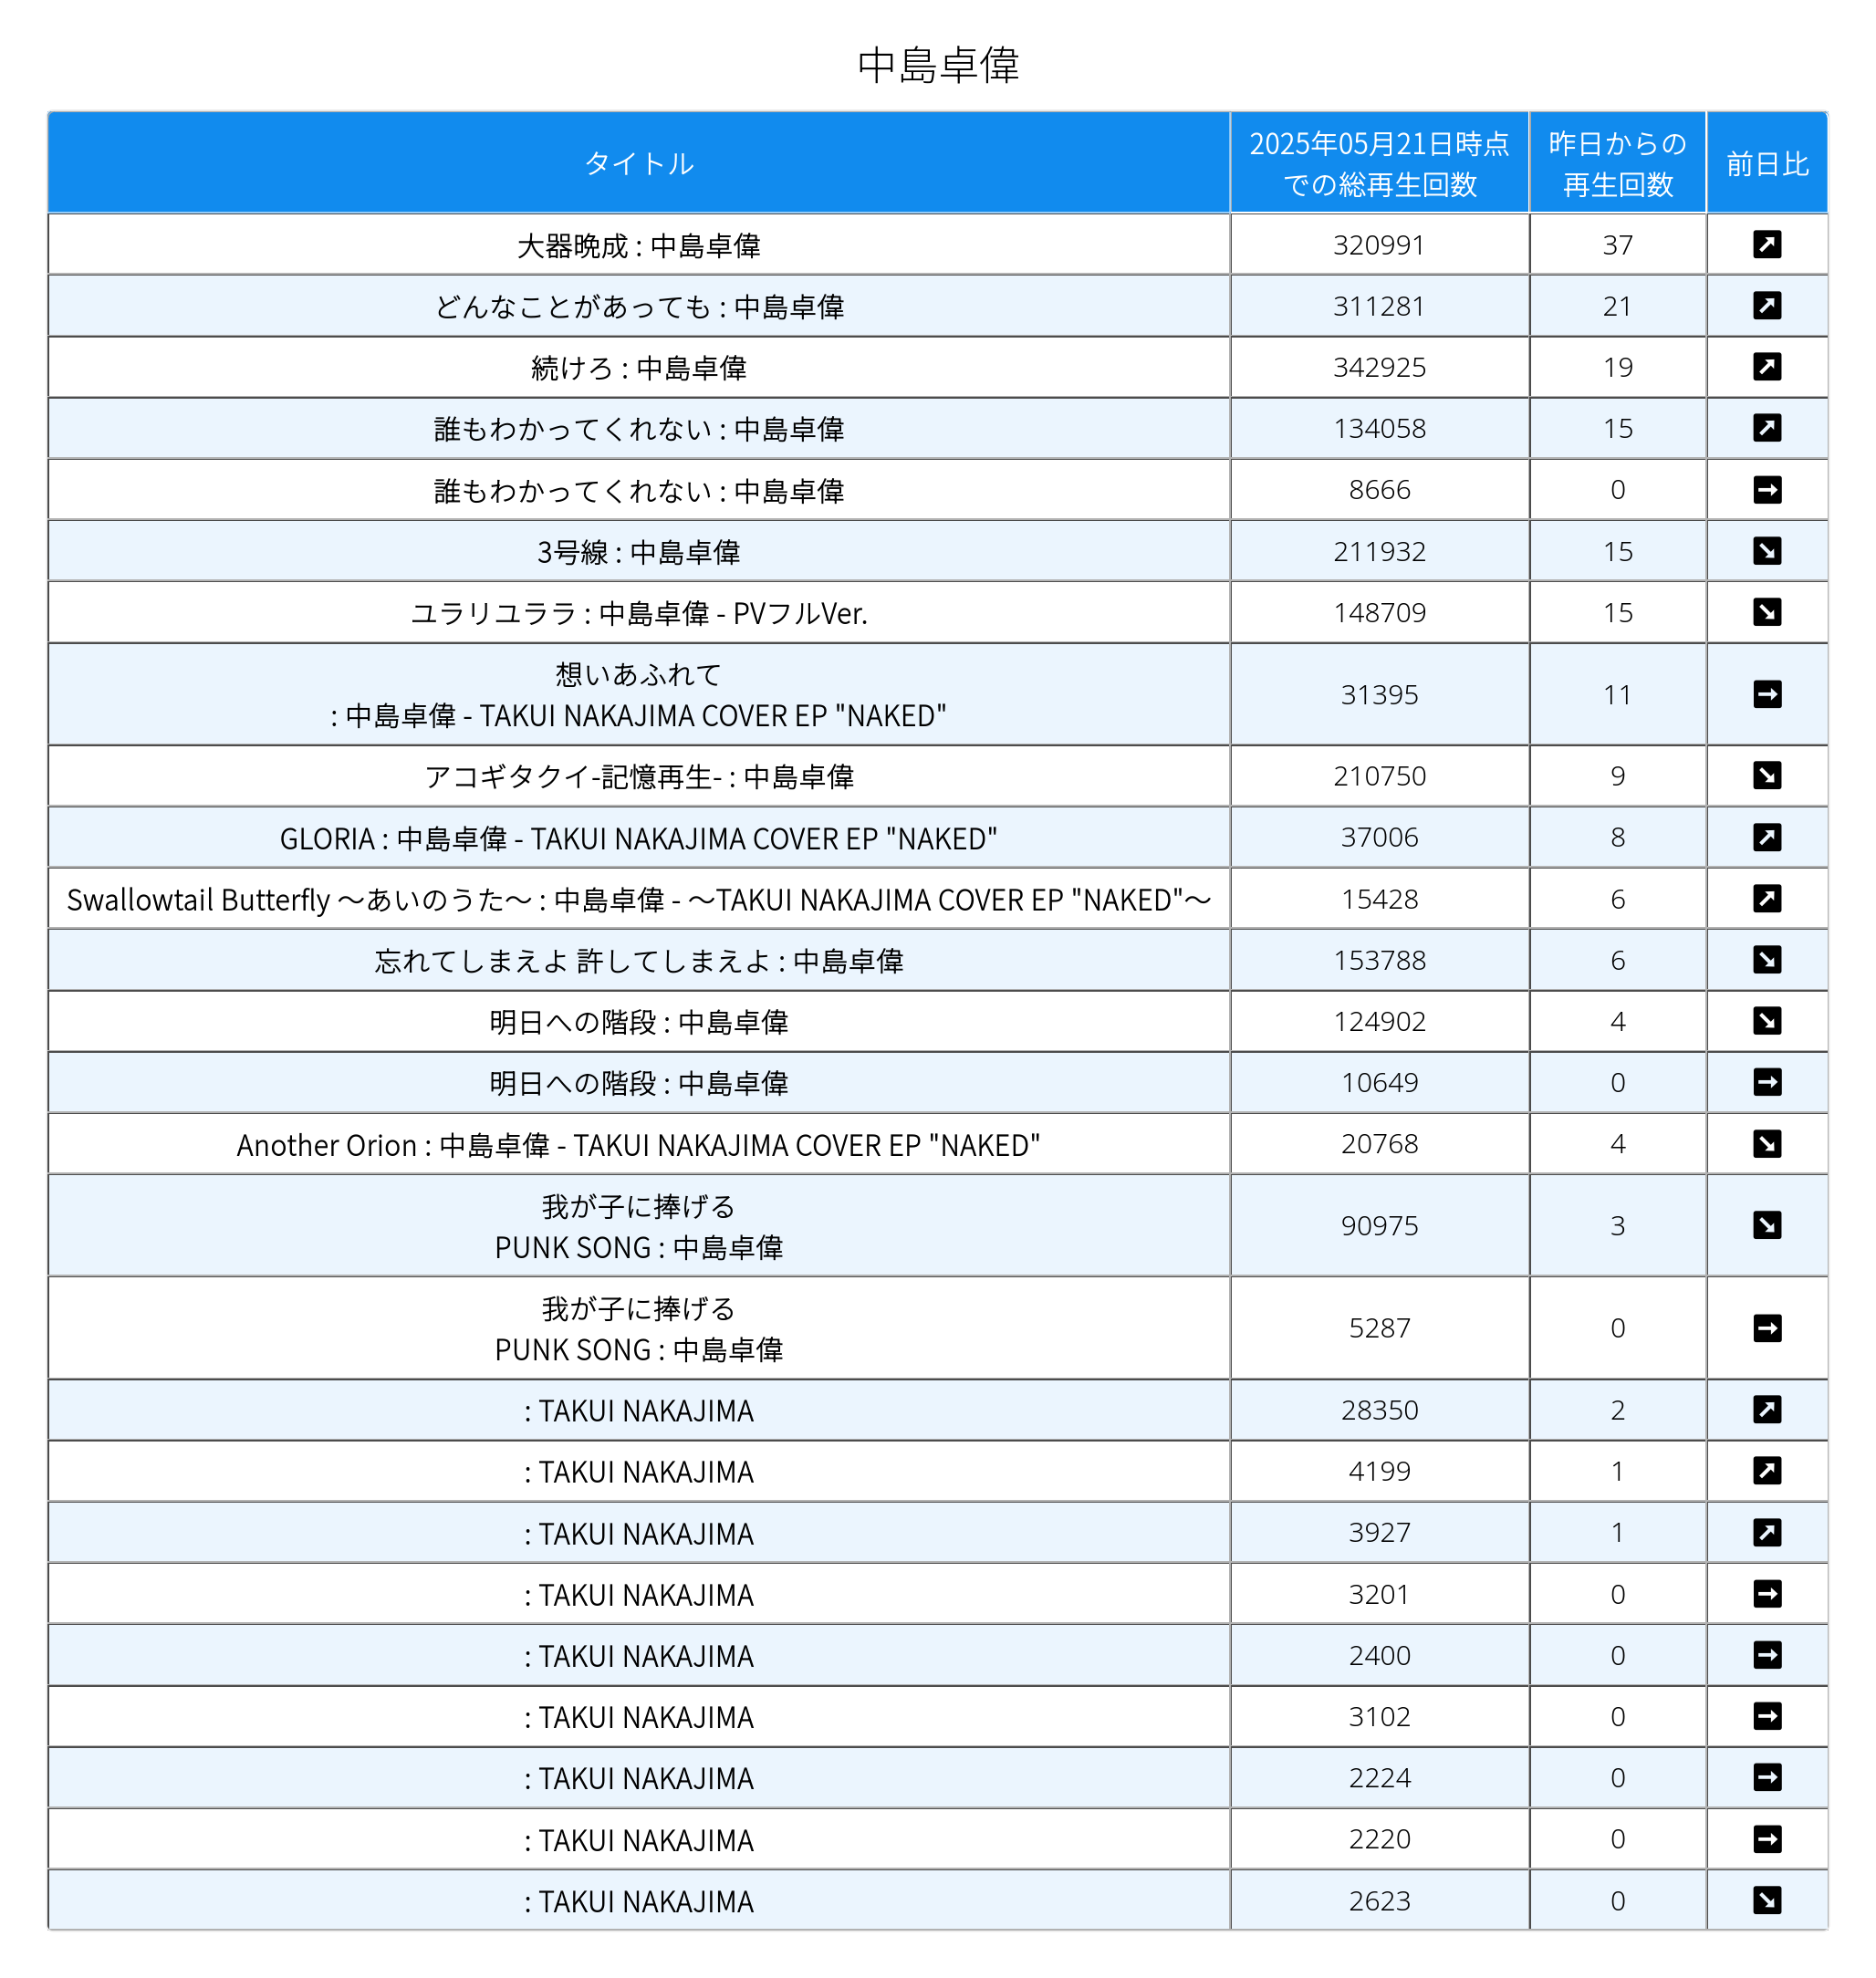 中島卓偉
タイトル 2025年05月21日時点 での総再生回数 昨日からの 再生回数 前日比
大器晩成 : 中島卓偉 320991 37
どんなことがあっても : 中島卓偉 311281 21
続けろ : 中島卓偉 342925 19
誰もわかってくれない : 中島卓偉 134058 15
誰もわかってくれない : 中島卓偉 8666 0
3号線 : 中島卓偉 211932 15
ユラリユララ : 中島卓偉 - PVフルVer. 148709 15
想いあふれて
: 中島卓偉 - TAKUI NAKAJIMA COVER EP "NAKED" 31395 11
アコギタクイ-記憶再生- : 中島卓偉 210750 9
GLORIA : 中島卓偉 - TAKUI NAKAJIMA COVER EP "NAKED" 37006 8
Swallowtail Butterfly 〜あいのうた〜 : 中島卓偉 - 〜TAKUI NAKAJIMA COVER EP "NAKED"〜 15428 6
忘れてしまえよ 許してしまえよ : 中島卓偉 153788 6
明日への階段 : 中島卓偉 124902 4
明日への階段 : 中島卓偉 10649 0
Another Orion : 中島卓偉 - TAKUI NAKAJIMA COVER EP "NAKED" 20768 4
我が子に捧げる
PUNK SONG : 中島卓偉 90975 3
我が子に捧げる
PUNK SONG : 中島卓偉 5287 0
: TAKUI NAKAJIMA 28350 2
: TAKUI NAKAJIMA 4199 1
: TAKUI NAKAJIMA 3927 1
: TAKUI NAKAJIMA 3201 0
: TAKUI NAKAJIMA 2400 0
: TAKUI NAKAJIMA 3102 0
: TAKUI NAKAJIMA 2224 0
: TAKUI NAKAJIMA 2220 0
: TAKUI NAKAJIMA 2623 0